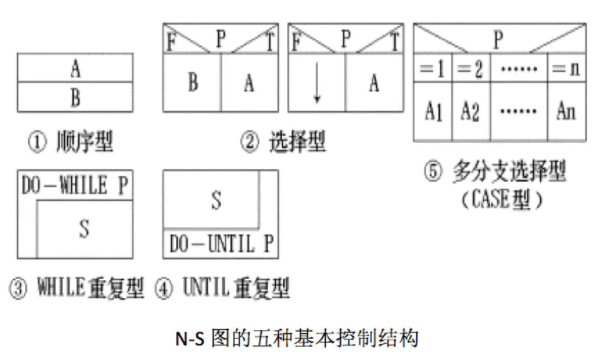 A
B
① 顺序型
F P T
B A
F P T
↓ A
② 选择型
P
=1 =2 …… =n
A1 A2 …… An
⑤ 多分支选择型
(CASE型)
DO-WHILE P
S
③ WHILE重复型
S
DO-UNTIL P
④ UNTIL重复型
N-S 图的五种基本控制结构